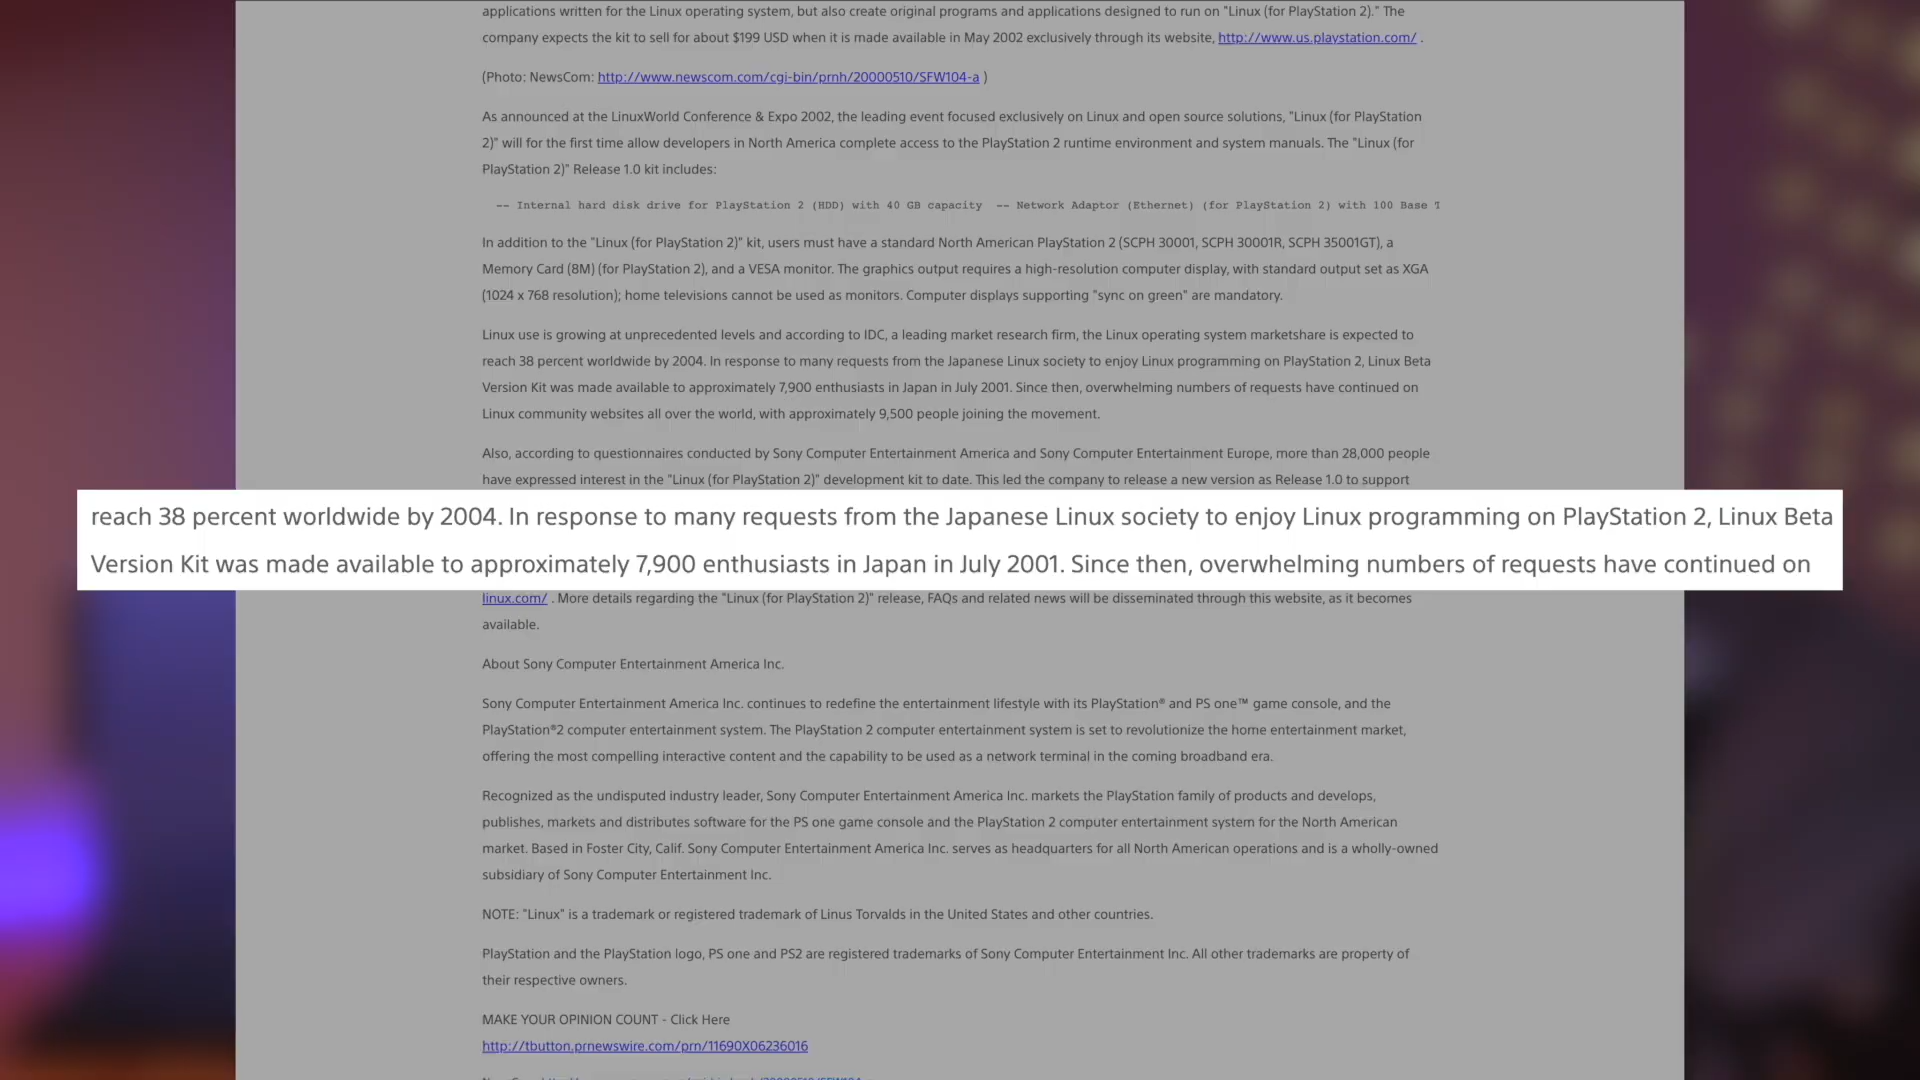 applications written for the Linux operating system, but also create original programs and applications designed to run on "Linux (for PlayStation 2)." The
company expects the kit to sell for about $199 USD when it is made available in May 2002 exclusively through its website, http://www.us.playstation.com/ .
(Photo: NewsCom: http://www.newscom.com/cgi-bin/prnh/20000510/SFW104-a )
As announced at the LinuxWorld Conference & Expo 2002, the leading event focused exclusively on Linux and open source solutions, "Linux (for PlayStation
2)" will for the first time allow developers in North America complete access to the PlayStation 2 runtime environment and system manuals. The "Linux (for
PlayStation 2)" Release 1.0 kit includes:
-- Internal hard disk drive for PlayStation 2 (HDD) with 40 GB capacity -- Network Adaptor (Ethernet) (for PlayStation 2) with 100 Base
In addition to the "Linux (for PlayStation 2)" kit, users must have a standard North American PlayStation 2 (SCPH 30001, SCPH 30001R, SCPH 35001GT), a
Memory Card (8M) (for PlayStation 2), and a VESA monitor. The graphics output requires a high-resolution computer display, with standard output set as XGA
(1024 x 768 resolution); home televisions cannot be used as monitors. Computer displays supporting "sync on green" are mandatory.
Linux use is growing at unprecedented levels and according to IDC, a leading market research firm, the Linux operating system marketshare is expected to
reach 38 percent worldwide by 2004. In response to many requests from the Japanese Linux society to enjoy Linux programming on PlayStation 2, Linux Beta
Version Kit was made available to approximately 7,900 enthusiasts in Japan in July 2001. Since then, overwhelming numbers of requests have continued on
Linux community websites all over the world, with approximately 9,500 people joining the movement.
Also, according to questionnaires conducted by Sony Computer Entertainment America and Sony Computer Entertainment Europe, more than 28,000 people
have expressed interest in the "Linux (for PlayStation 2)" development kit to date. This led the company to release a new version as Release 1.0 to support
reach 38 percent worldwide by 2004. In response to many requests from the Japanese Linux society to enjoy Linux programming on PlayStation 2, Linux Beta
Version Kit was made available to approximately 7,900 enthusiasts in Japan in July 2001. Since then, overwhelming numbers of requests have continued on
linux.com/ . More details regarding the "Linux (for PlayStation 2)" release, FAQs and related news will be disseminated through this website, as it becomes
available.
About Sony Computer Entertainment America Inc.
Sony Computer Entertainment America Inc. continues to redefine the entertainment lifestyle with its PlayStation® and PS one™ game console, and the
PlayStation®2 computer entertainment system. The PlayStation 2 computer entertainment system is set to revolutionize the home entertainment market,
offering the most compelling interactive content and the capability to be used as a network terminal in the coming broadband era.
Recognized as the undisputed industry leader, Sony Computer Entertainment America Inc. markets the PlayStation family of products and develops,
publishes, markets and distributes software for the PS one game console and the PlayStation 2 computer entertainment system for the North American
market. Based in Foster City, Calif. Sony Computer Entertainment America Inc. serves as headquarters for all North American operations and is a wholly-owned
subsidiary of Sony Computer Entertainment Inc.
NOTE: "Linux" is a trademark or registered trademark of Linus Torvalds in the United States and other countries.
PlayStation and the PlayStation logo, PS one and PS2 are registered trademarks of Sony Computer Entertainment Inc. All other trademarks are property of
their respective owners.
MAKE YOUR OPINION COUNT - Click Here
http://tbutton.prnewswire.com/prn/11690X06236016